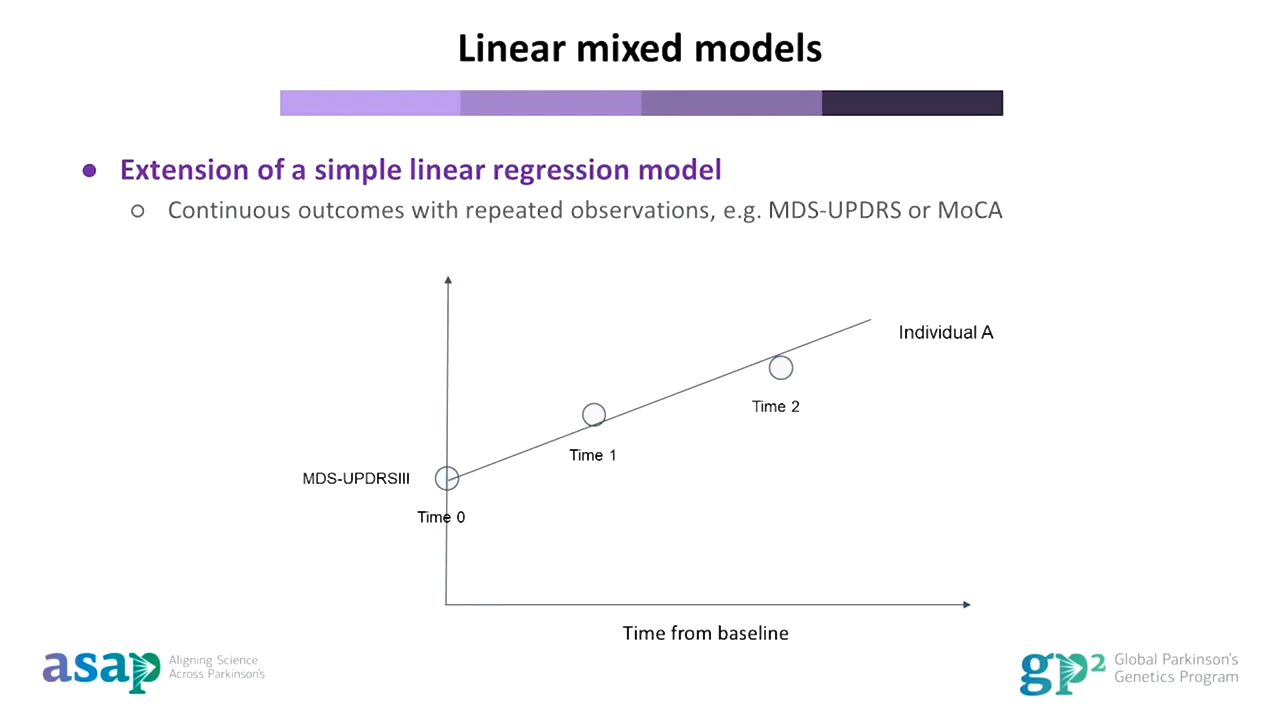 Linear mixed models
● Extension of a simple linear regression model
○ Continuous outcomes with repeated observations, e.g. MDS-UPDRS or MoCA
Individual A
Time 2
Time 1
MDS-UPDRSIII
Time 0
Time from baseline
asap Aligning Science
Across Parkinson's
gp2 Global Parkinson's
Genetics Program